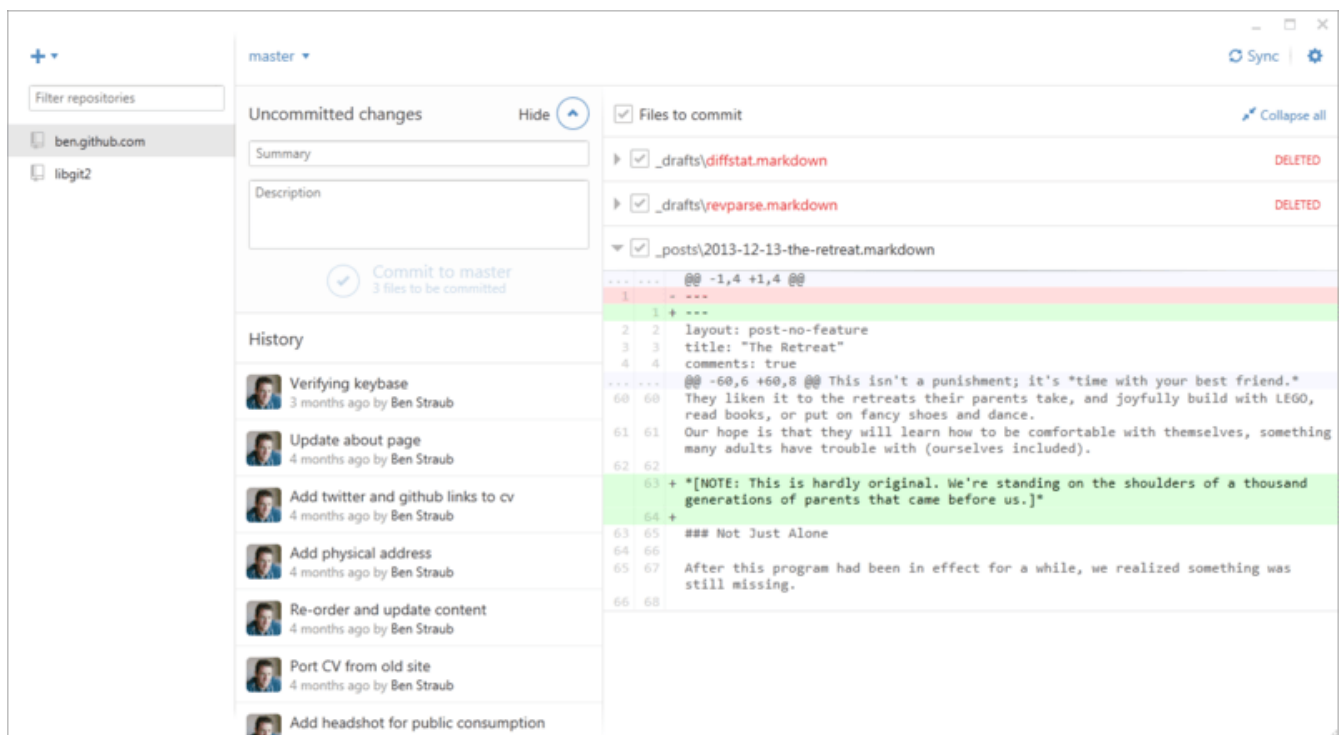 master
Sync
Filter repositories
ben.github.com
libgit2
Uncommitted changes
Hide
Summary
Description
Commit to master
3 files to be committed
History
Verifying keybase
3 months ago by Ben Straub
Update about page
4 months ago by Ben Straub
Add twitter and github links to cv
4 months ago by Ben Straub
Add physical address
4 months ago by Ben Straub
Re-order and update content
4 months ago by Ben Straub
Port CV from old site
4 months ago by Ben Straub
Add headshot for public consumption
Files to commit
Collapse all
_drafts\diffstat.markdown DELETED
_drafts\revparse.markdown DELETED
_posts\2013-12-13-the-retreat.markdown
... ... @@ -1,4 +1,4 @@
1 - ---
1 + ---
2 2 layout: post-no-feature
3 3 title: "The Retreat"
4 4 comments: true
... ... @@ -60,6 +60,8 @@ This isn't a punishment; it's *time with your best friend.*
60 60 They liken it to the retreats their parents take, and joyfully build with LEGO,
read books, or put on fancy shoes and dance.
61 61 Our hope is that they will learn how to be comfortable with themselves, something
many adults have trouble with (ourselves included).
62 62
63 + *[NOTE: This is hardly original. We're standing on the shoulders of a thousand
generations of parents that came before us.]*
64 +
63 65 ### Not Just Alone
64 66
65 67 After this program had been in effect for a while, we realized something was
still missing.
66 68